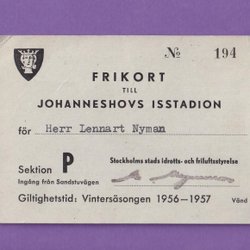 № 194
FRIKORT
TILL
JOHANNESHOVS ISSTADION
för Herr Lennart Nyman
Sektion P
Ingång från Sandstuvägen
Stockholms stads idrotts- och friluftsstyrelse
Giltighetstid: Vintersäsongen 1956—1957
Vänd